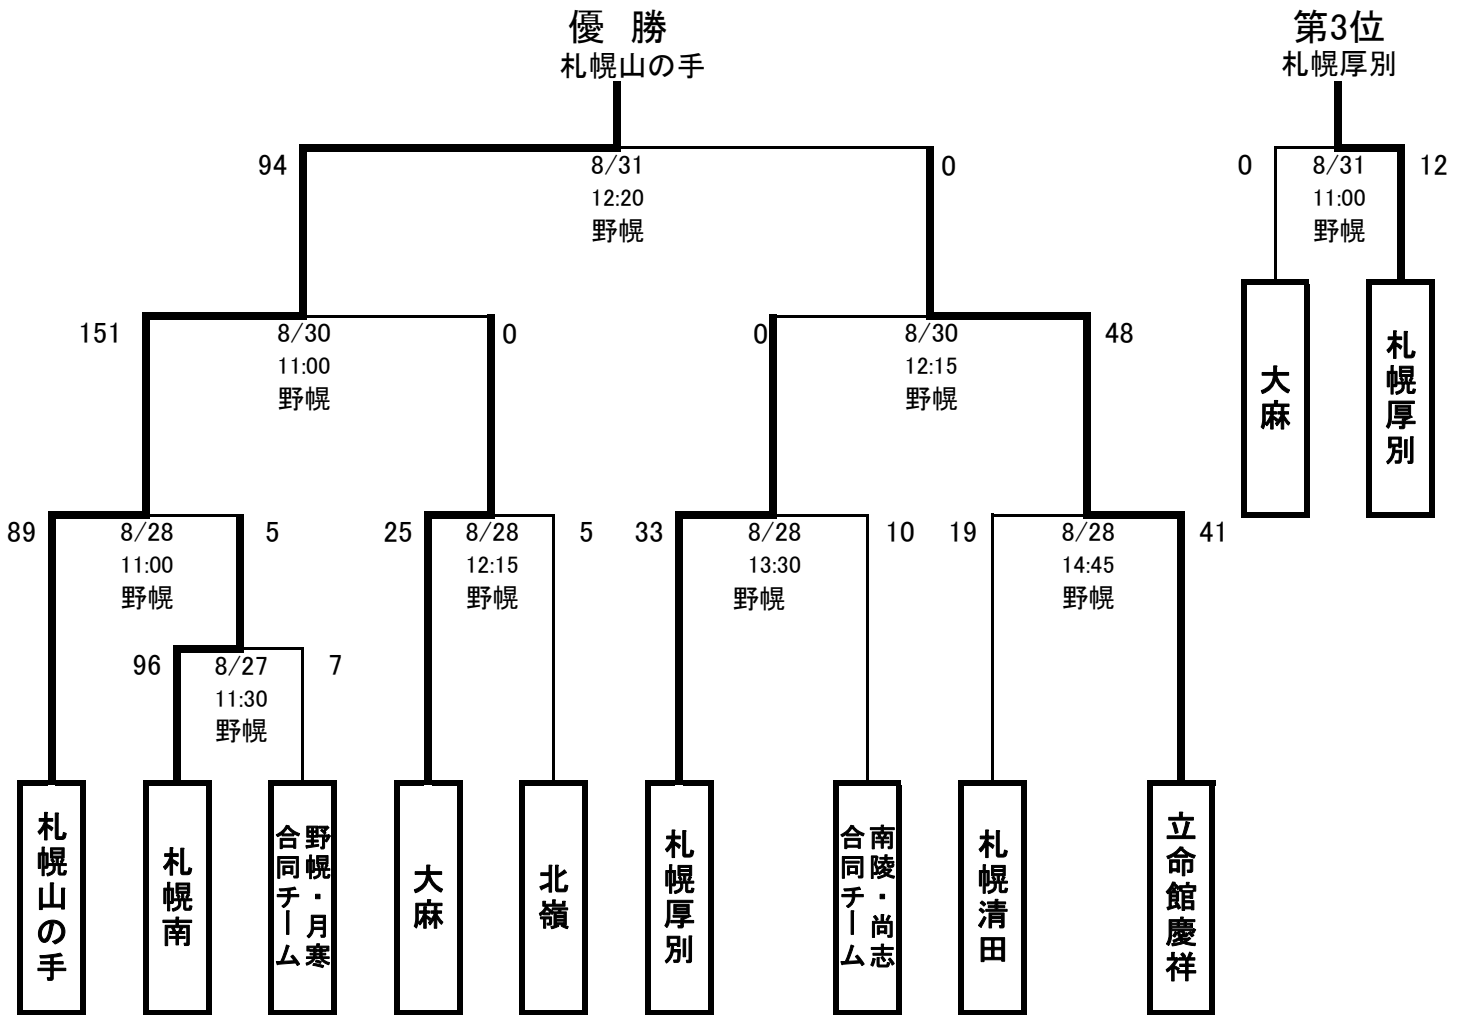 優 勝
札幌山の手
第3位
札幌厚別
94
8/31
12:20
野幌
0
0
8/31
11:00
野幌
12
151
8/30
11:00
野幌
0
0
8/30
12:15
野幌
48
大麻
札幌厚別
89
8/28
11:00
野幌
5
25
8/28
12:15
野幌
5
33
8/28
13:30
野幌
10
19
8/28
14:45
野幌
41
96
8/27
11:30
野幌
7
札幌山の手
札幌南
野幌・月寒
合同チーム
大麻
北嶺
札幌厚別
南陵・尚志
合同チーム
札幌清田
立命館慶祥